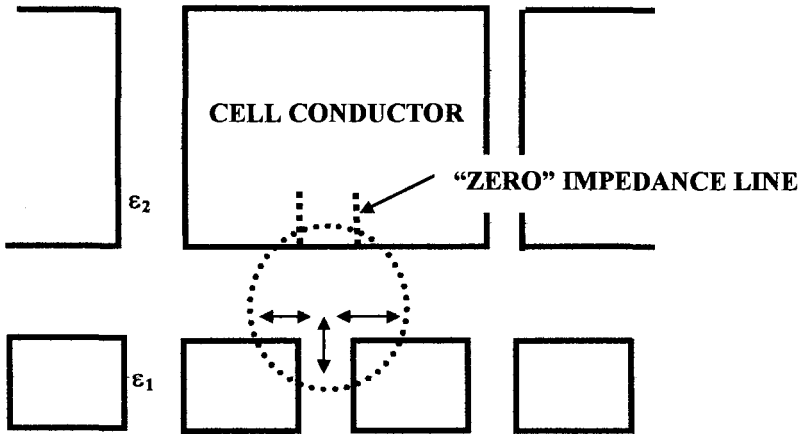 CELL CONDUCTOR
“ZERO” IMPEDANCE LINE
ε2
ε1